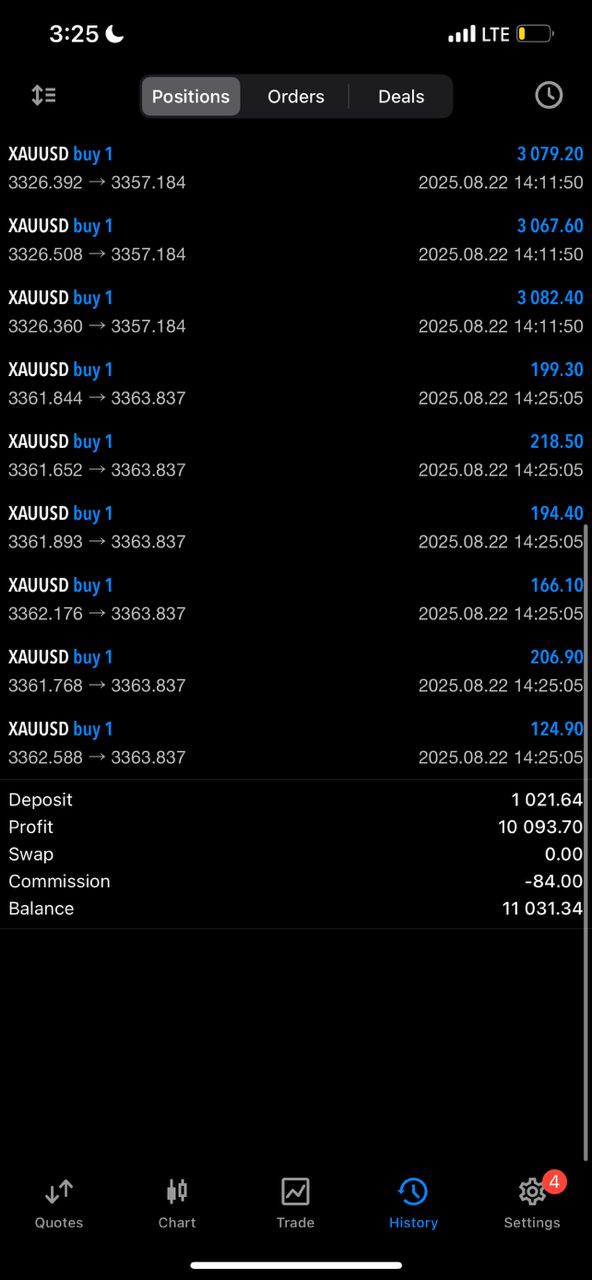 3:25 LTE
Positions Orders Deals
XAUUSD buy 1 3 079.20
3326.392 → 3357.184 2025.08.22 14:11:50
XAUUSD buy 1 3 067.60
3326.508 → 3357.184 2025.08.22 14:11:50
XAUUSD buy 1 3 082.40
3326.360 → 3357.184 2025.08.22 14:11:50
XAUUSD buy 1 199.30
3361.844 → 3363.837 2025.08.22 14:25:05
XAUUSD buy 1 218.50
3361.652 → 3363.837 2025.08.22 14:25:05
XAUUSD buy 1 194.40
3361.893 → 3363.837 2025.08.22 14:25:05
XAUUSD buy 1 166.10
3362.176 → 3363.837 2025.08.22 14:25:05
XAUUSD buy 1 206.90
3361.768 → 3363.837 2025.08.22 14:25:05
XAUUSD buy 1 124.90
3362.588 → 3363.837 2025.08.22 14:25:05
Deposit 1 021.64
Profit 10 093.70
Swap 0.00
Commission -84.00
Balance 11 031.34
4
Quotes Chart Trade History Settings